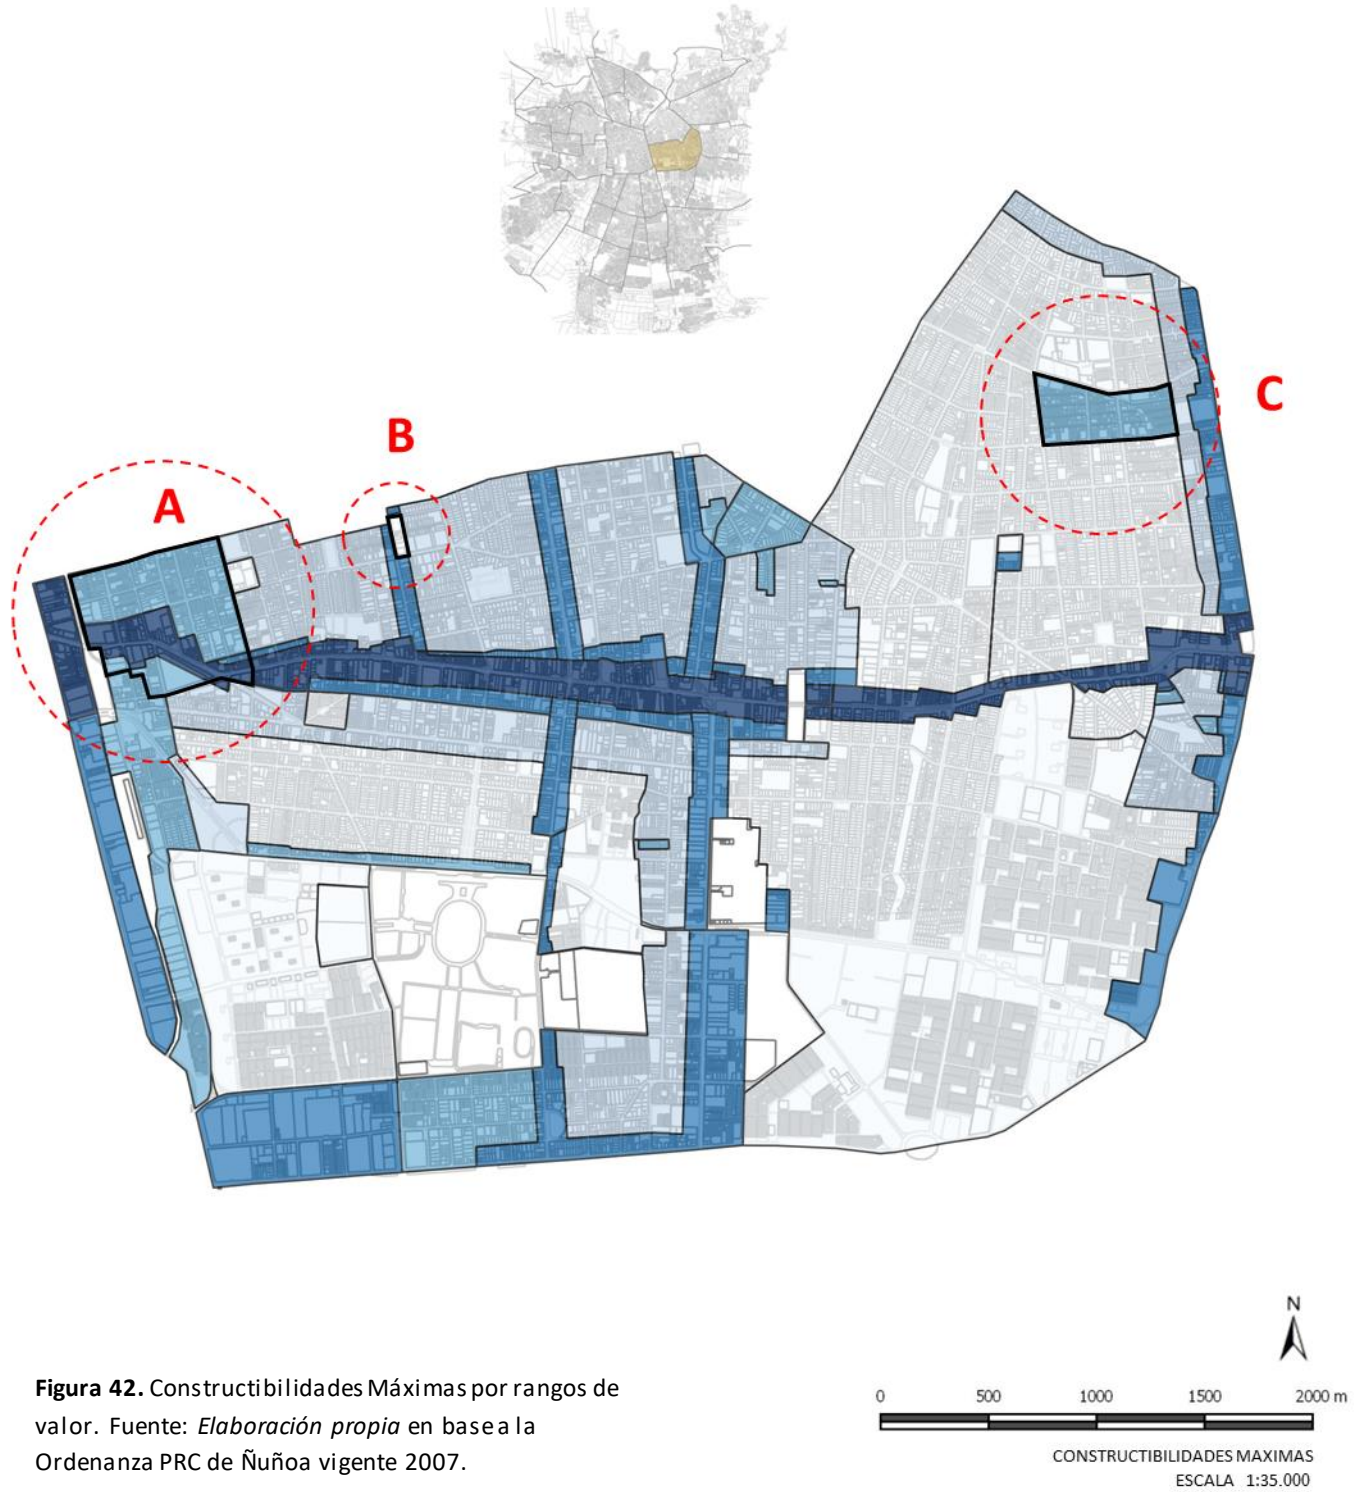 C
B
A
N
0 500 1000 1500 2000 m
CONSTRUCTIBILIDADES MAXIMAS
ESCALA 1:35.000
Figura 42. Constructibilidades Máximas por rangos de
valor. Fuente: Elaboración propia en base a la
Ordenanza PRC de Ñuñoa vigente 2007.